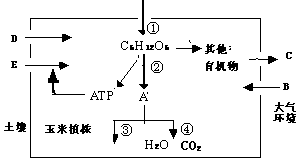 ①
D
C₆H₁₂O₆ 其他:
有机物
E
②
C
B
ATP A
大气
环境
土壤 玉米植株
③ ④
H₂O CO₂